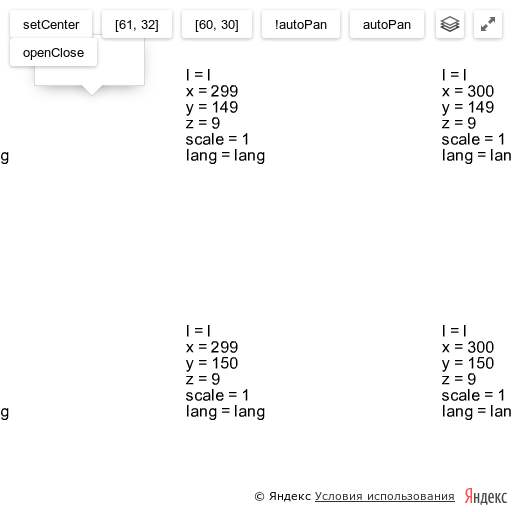 setCenter [61, 32] [60, 30] !autoPan autoPan
openClose
l = l
x = 299
y = 149
z = 9
scale = 1
lang = lang
l = l
x = 300
y = 149
z = 9
scale = 1
lang = lan
g
l = l
x = 299
y = 150
z = 9
scale = 1
lang = lang
l = l
x = 300
y = 150
z = 9
scale = 1
lang = lan
g
© Яндекс Условия использования Яндекс